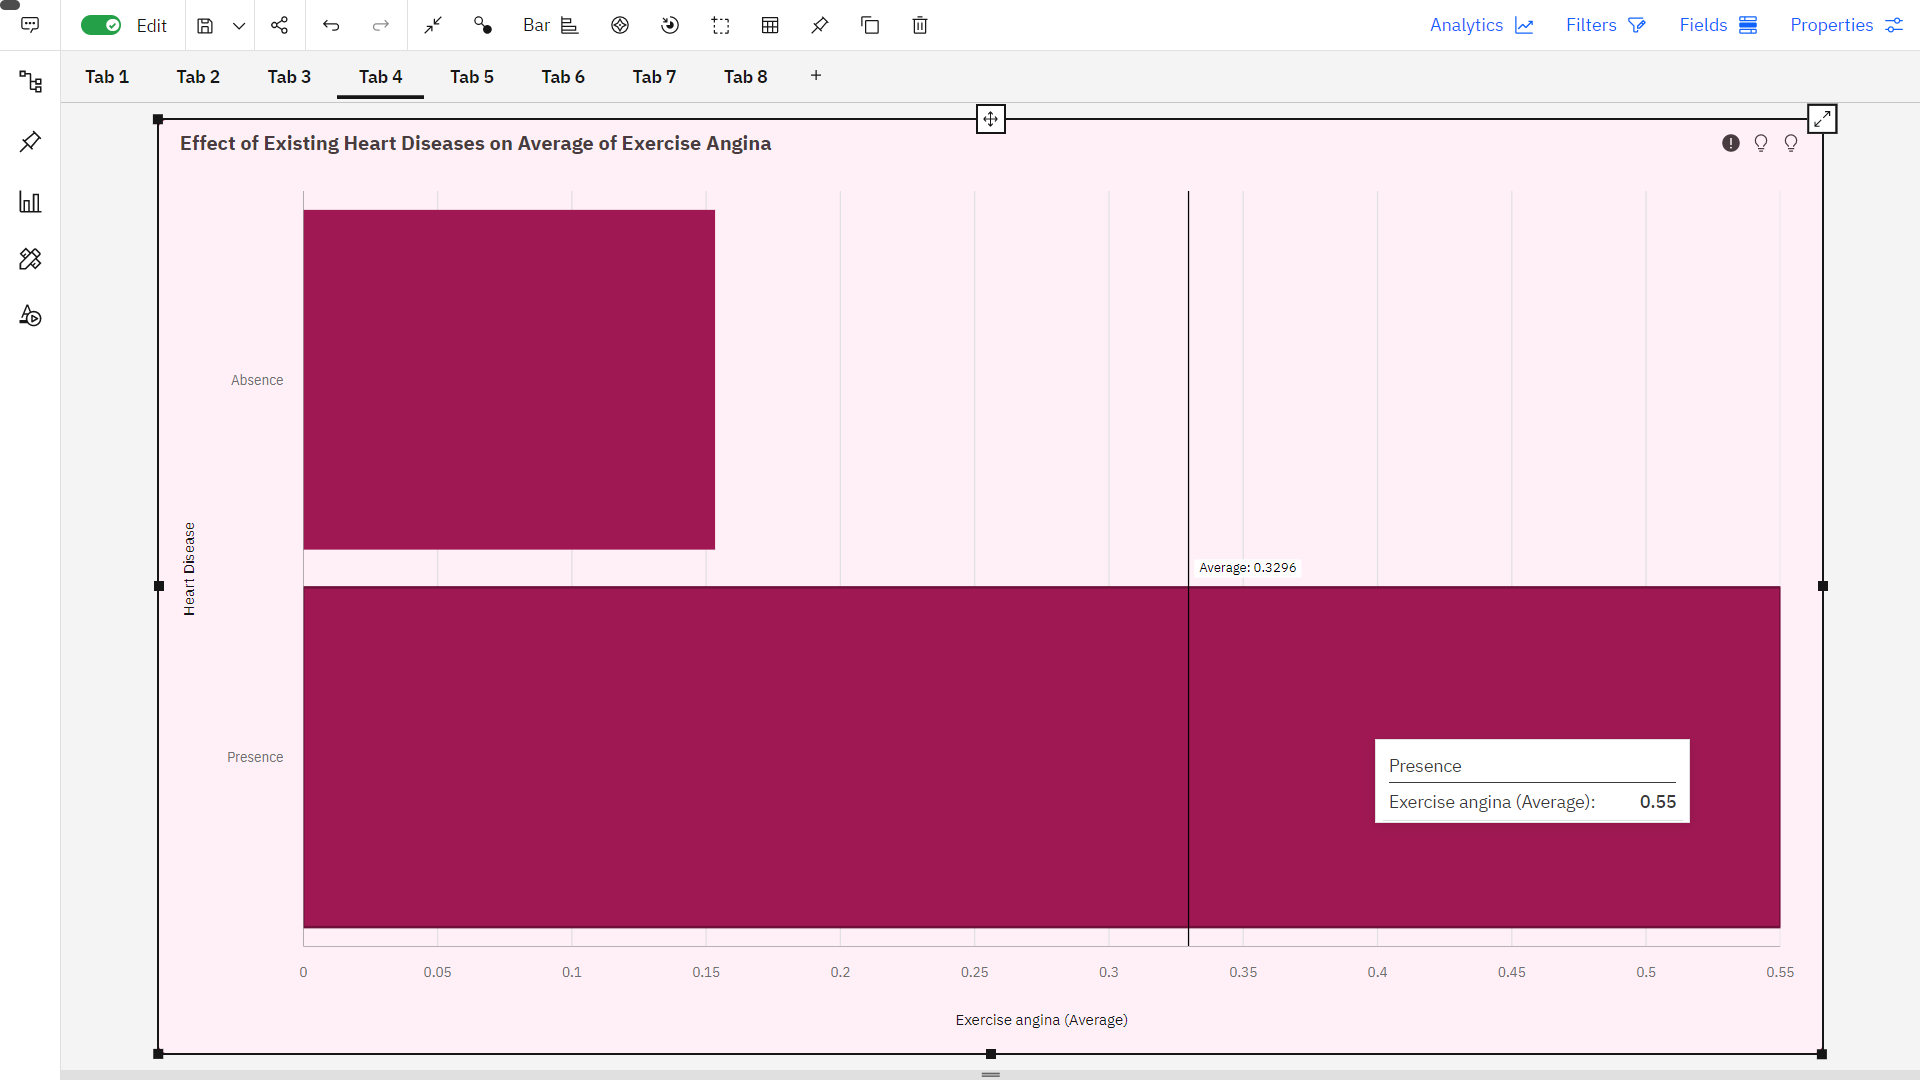 Edit
Bar
Analytics
Filters
Fields
Properties
Tab 1
Tab 2
Tab 3
Tab 4
Tab 5
Tab 6
Tab 7
Tab 8
+
Effect of Existing Heart Diseases on Average of Exercise Angina
Heart Disease
Absence
Presence
Average: 0.3296
Presence
Exercise angina (Average): 0.55
0 0.05 0.1 0.15 0.2 0.25 0.3 0.35 0.4 0.45 0.5 0.55
Exercise angina (Average)